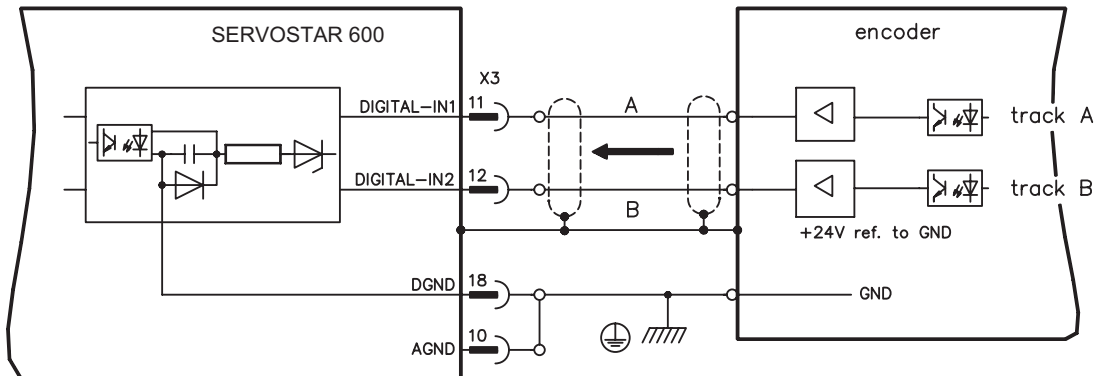 SERVOSTAR 600
encoder
X3
DIGITAL-IN1
11
A
track A
DIGITAL-IN2
12
B
track B
+24V ref. to GND
DGND
18
GND
AGND
10